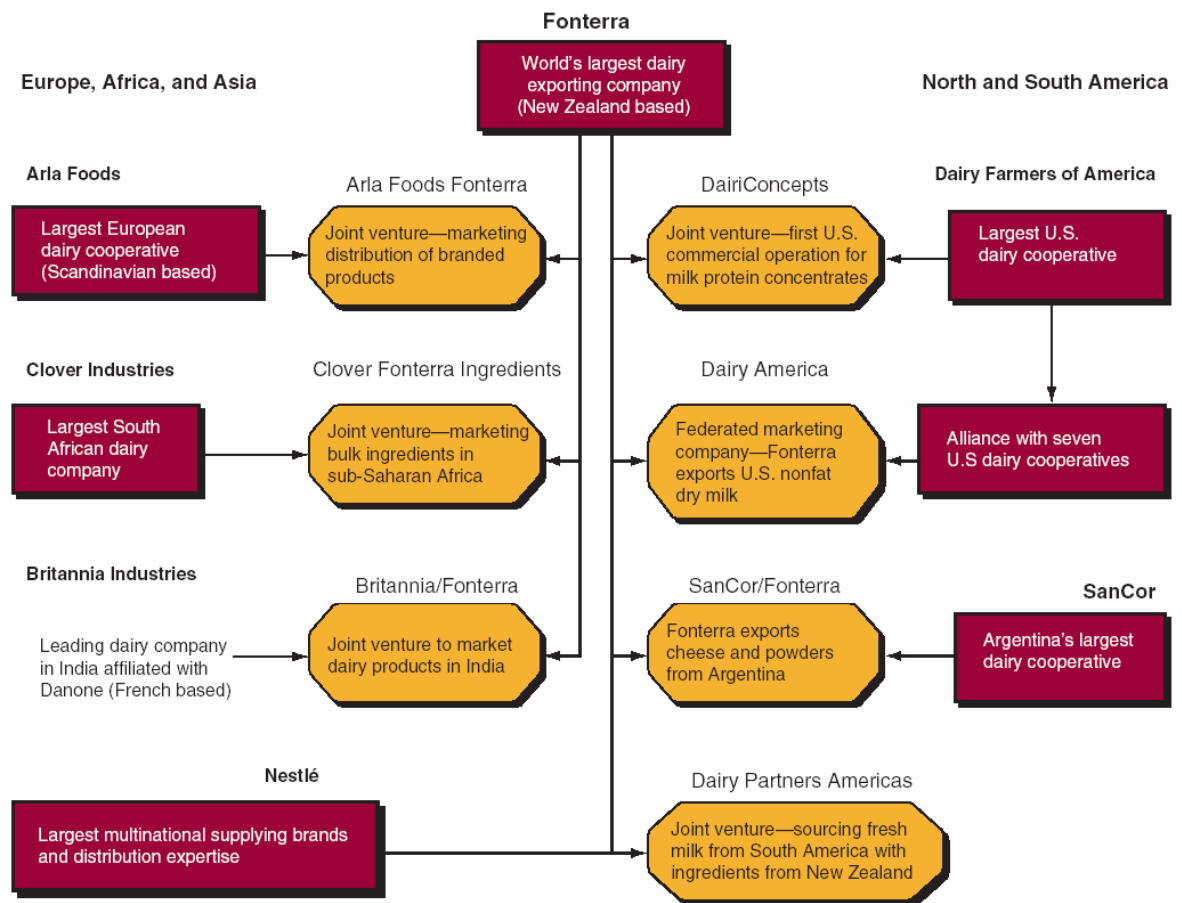 Fonterra
World's largest dairy
exporting company
(New Zealand based)
Europe, Africa, and Asia
North and South America
Arla Foods
Largest European
dairy cooperative
(Scandinavian based)
Arla Foods Fonterra
Joint venture—marketing
distribution of branded
products
DairiConcepts
Joint venture—first U.S.
commercial operation for
milk protein concentrates
Dairy Farmers of America
Largest U.S.
dairy cooperative
Clover Industries
Largest South
African dairy
company
Clover Fonterra Ingredients
Joint venture—marketing
bulk ingredients in
sub-Saharan Africa
Dairy America
Federated marketing
company—Fonterra
exports U.S. nonfat
dry milk
Alliance with seven
U.S dairy cooperatives
Britannia Industries
Leading dairy company
in India affiliated with
Danone (French based)
Britannia/Fonterra
Joint venture to market
dairy products in India
SanCor/Fonterra
Fonterra exports
cheese and powders
from Argentina
SanCor
Argentina's largest
dairy cooperative
Nestlé
Largest multinational supplying brands
and distribution expertise
Dairy Partners Americas
Joint venture—sourcing fresh
milk from South America with
ingredients from New Zealand